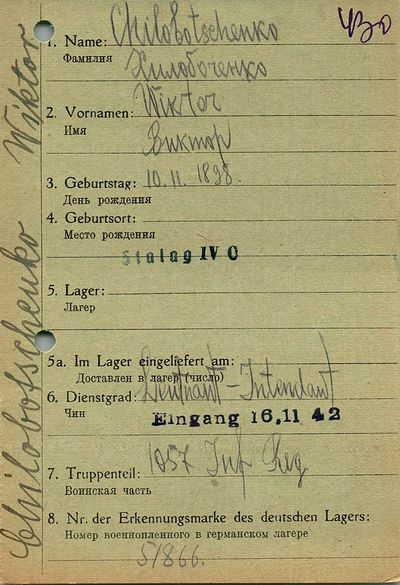 430
1. Name: Chilobotschenko
Фамилия Хилобоченко
2. Vornamen: Wiktor
Имя
Виктор
3. Geburtstag: 10. 11. 1898.
День рождения
4. Geburtsort:
Место рождения
Stalag IV C
5. Lager:
Лагер
5a. Im Lager eingeliefert am:
Доставлен в лагер (число)
6. Dienstgrad: Leutnant-Intendant
Чин
Eingang 16.11 42
7. Truppenteil: 1057 Inf Reg
Воинская часть
8. Nr. der Erkennungsmarke des deutschen Lagers:
Номер военнопленного в германском лагере
51866.
Chilobotschenko Wiktor